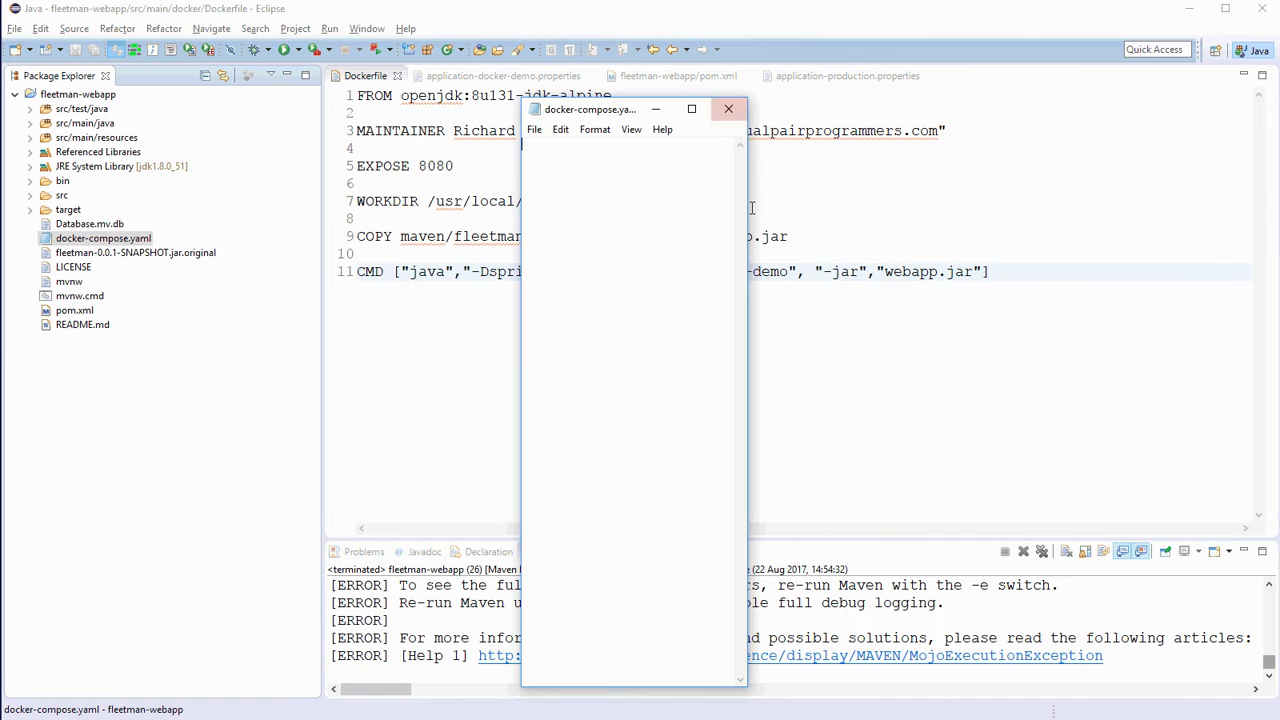 Java - fleetman-webapp/src/main/docker/Dockerfile - Eclipse
File Edit Source Refactor Refactor Navigate Search Project Run Window Help
Quick Access
Java
Package Explorer
Dockerfile
application-docker-demo.properties
fleetman-webapp/pom.xml
application-production.properties
fleetman-webapp
src/test/java
src/main/java
src/main/resources
Referenced Libraries
JRE System Library [jdk1.8.0_51]
bin
src
target
Database.mv.db
docker-compose.yaml
fleetman-0.0.1-SNAPSHOT.jar.original
LICENSE
mvnw
mvnw.cmd
pom.xml
README.md
1 FROM openjdk:8u131-jdk-alpine
2
3 MAINTAINER Richard ualpairprogrammers.com"
4
5 EXPOSE 8080
6
7 WORKDIR /usr/local/
8
9 COPY maven/fleetman .jar
10
11 CMD ["java","-Dspri -demo", "-jar","webapp.jar"]
docker-compose.ya...
File Edit Format View Help
Problems Javadoc Declaration
<terminated> fleetman-webapp (26) [Maven (22 Aug 2017, 14:54:32)
[ERROR] To see the ful s, re-run Maven with the -e switch.
[ERROR] Re-run Maven u le full debug logging.
[ERROR]
[ERROR] For more infor nd possible solutions, please read the following articles:
[ERROR] [Help 1] http: ence/display/MAVEN/MojoExecutionException
docker-compose.yaml - fleetman-webapp